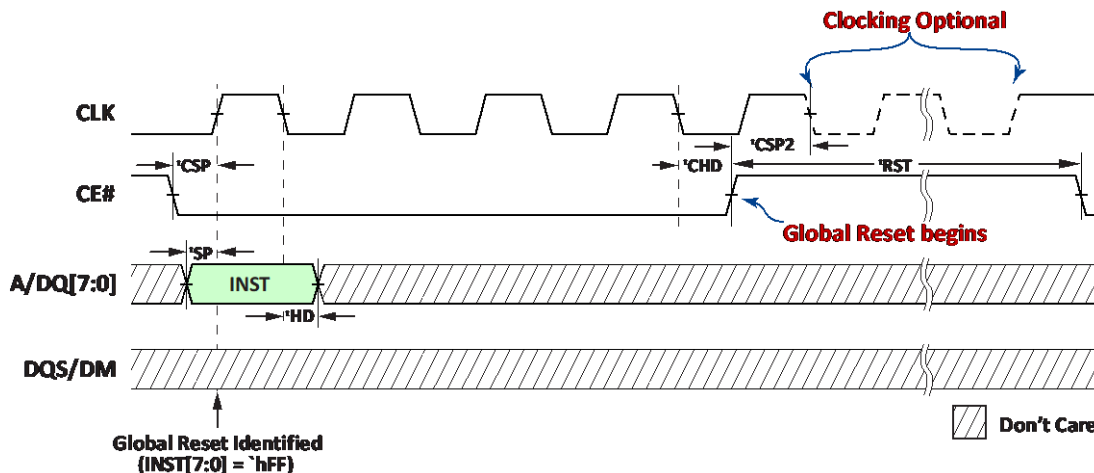 Clocking Optional
CLK
tCSP
tCSP2
tCHD
tRST
CE#
Global Reset begins
tSP
A/DQ[7:0]
INST
tHD
DQS/DM
Don't Care
Global Reset Identified
(INST[7:0] = `hFF)